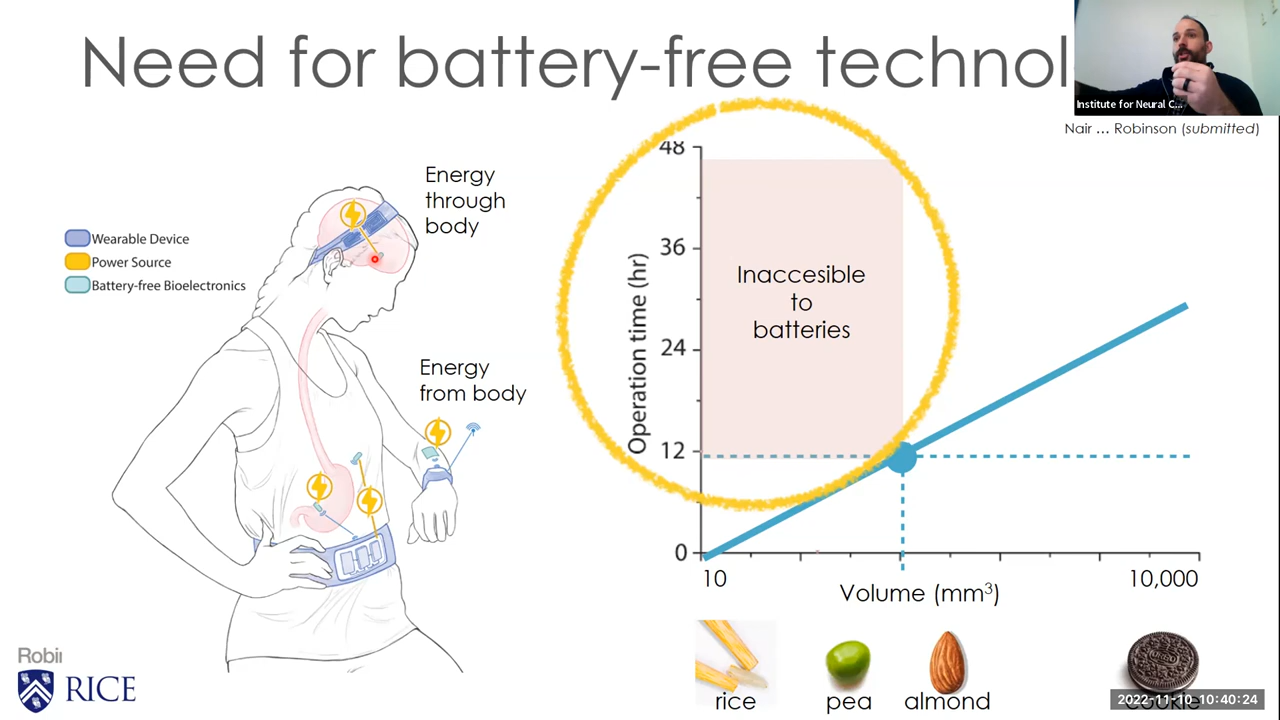 Need for battery-free technol
Institute for Neural C...
Nair ... Robinson (submitted)
Energy
through
body
Wearable Device
Power Source
Battery-free Bioelectronics
Energy
from body
48
36
24
12
0
Operation time (hr)
Inaccesible
to
batteries
10
10,000
Volume (mm³)
rice
pea
almond
cookie
2022-11-10 10:40:24
Robi
RICE